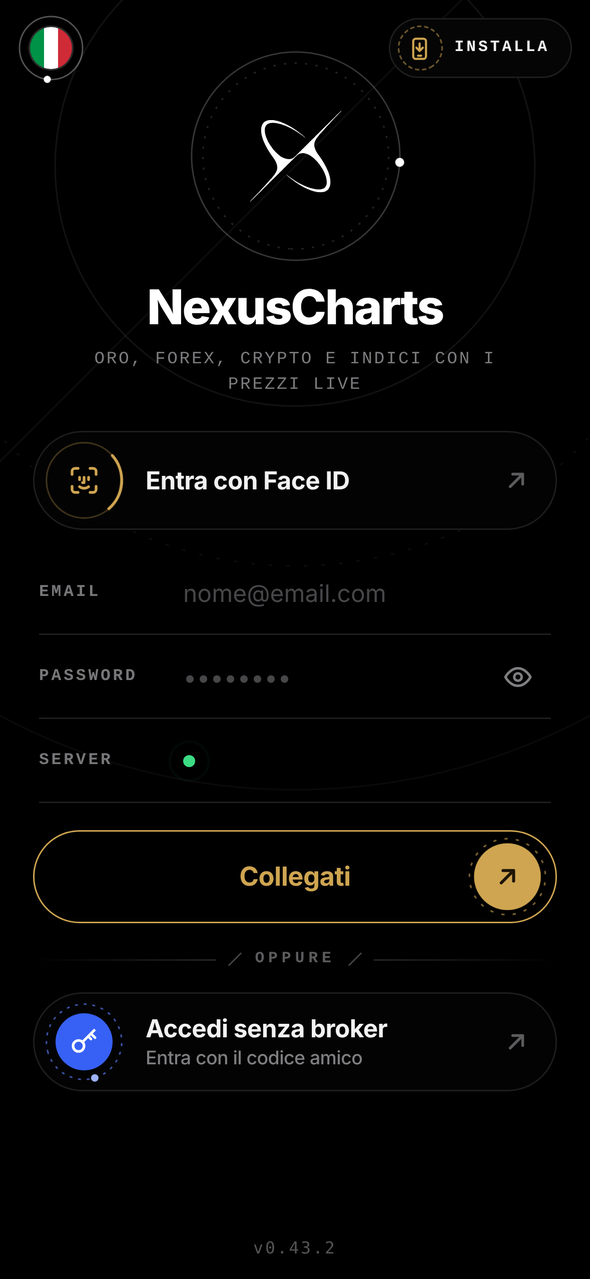 INSTALLA
NexusCharts
ORO, FOREX, CRYPTO E INDICI CON I
PREZZI LIVE
Entra con Face ID
EMAIL nome@email.com
PASSWORD ••••••••
SERVER
Collegati
OPPURE
Accedi senza broker
Entra con il codice amico
v0.43.2